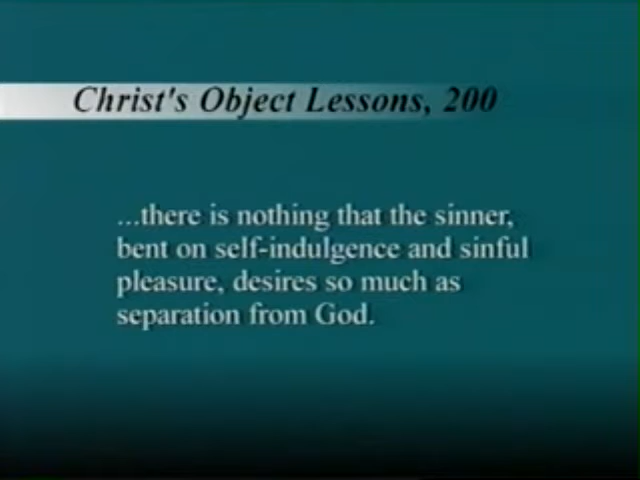 Christ's Object Lessons, 200
...there is nothing that the sinner,
bent on self-indulgence and sinful
pleasure, desires so much as
separation from God.